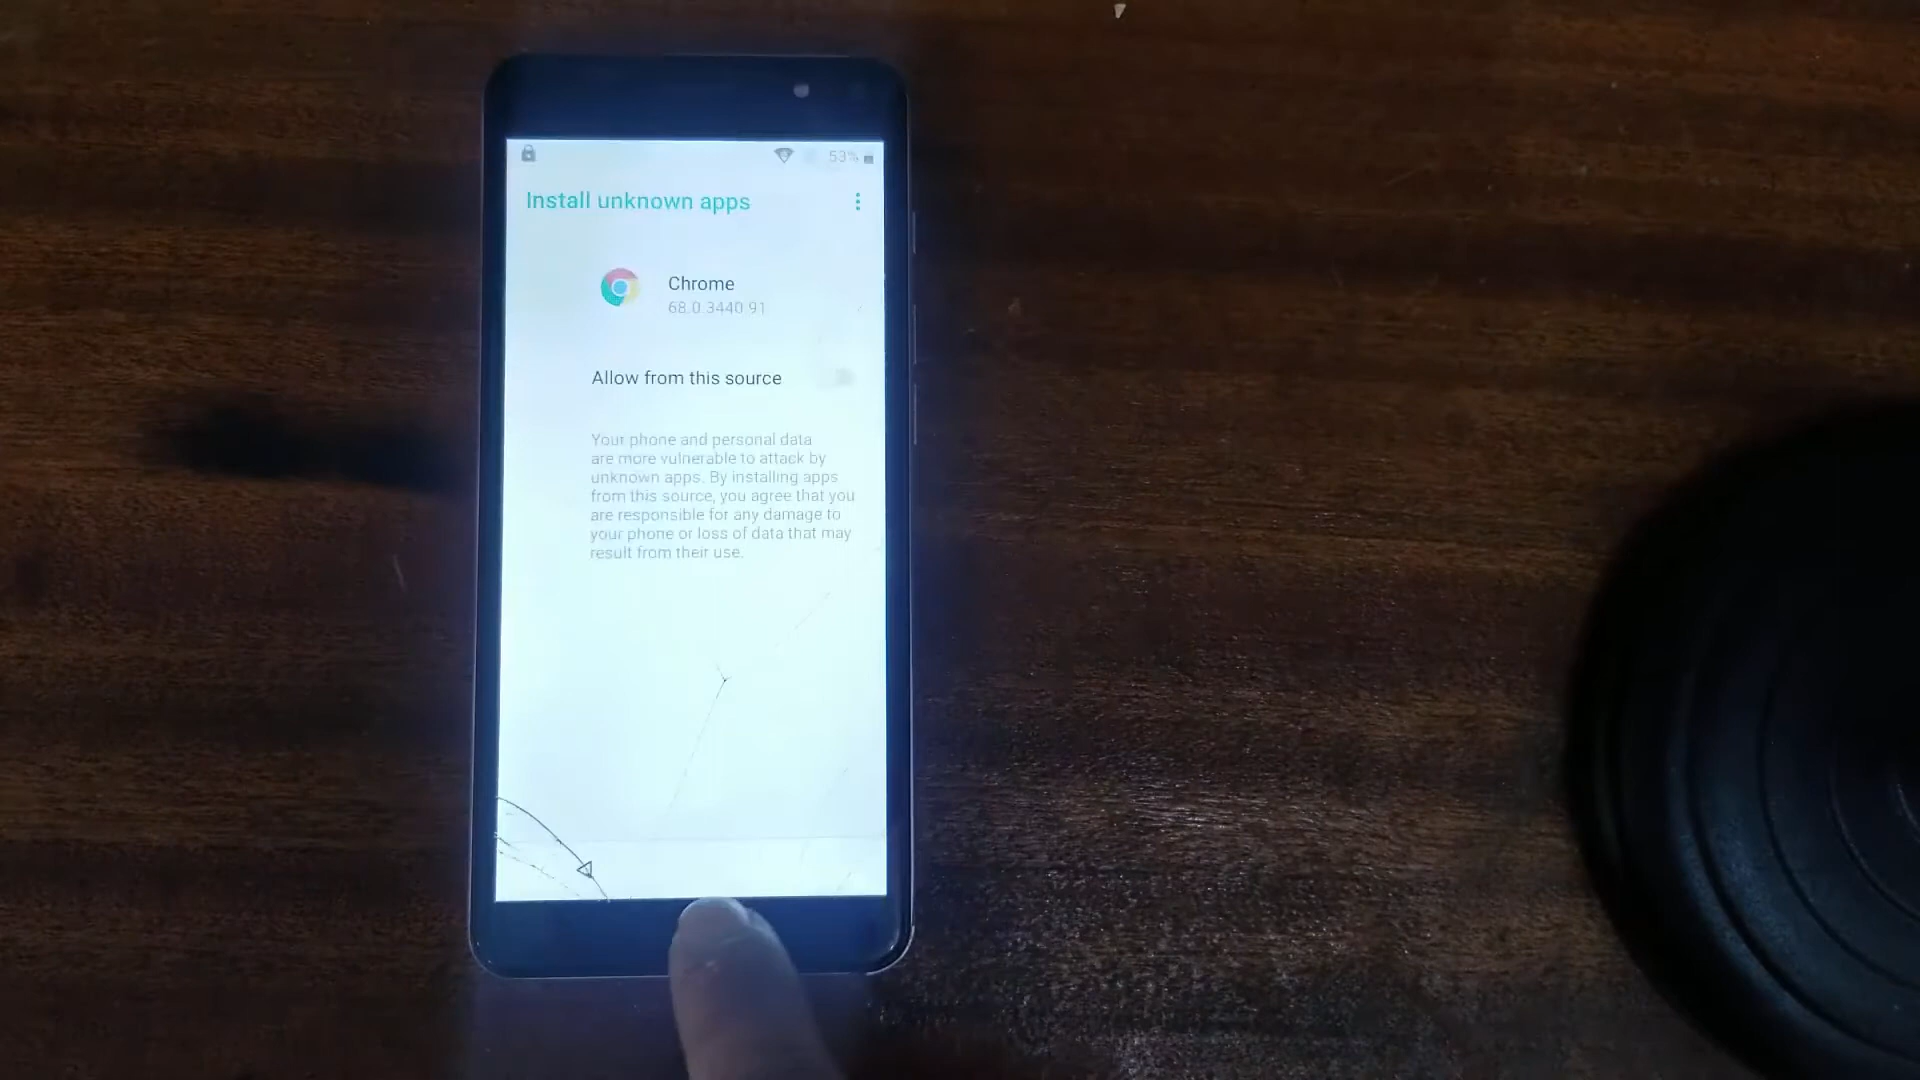 53%
Install unknown apps
Chrome
68.0.3440.91
Allow from this source
Your phone and personal data
are more vulnerable to attack by
unknown apps. By installing apps
from this source, you agree that you
are responsible for any damage to
your phone or loss of data that may
result from their use.